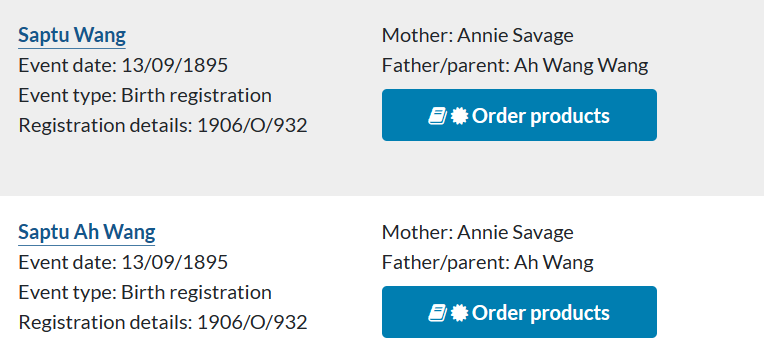 Saptu Wang
Event date: 13/09/1895
Event type: Birth registration
Registration details: 1906/O/932
Mother: Annie Savage
Father/parent: Ah Wang Wang
Order products
Saptu Ah Wang
Event date: 13/09/1895
Event type: Birth registration
Registration details: 1906/O/932
Mother: Annie Savage
Father/parent: Ah Wang
Order products